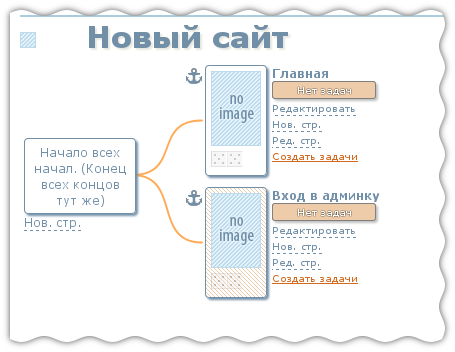 Новый сайт
Главная
no
image
Нет задач
Редактировать
Нов. стр.
Ред. стр.
Создать задачи
Начало всех
начал. (Конец
всех концов
тут же)
Нов. стр.
Вход в админку
no
image
Нет задач
Редактировать
Нов. стр.
Ред. стр.
Создать задачи